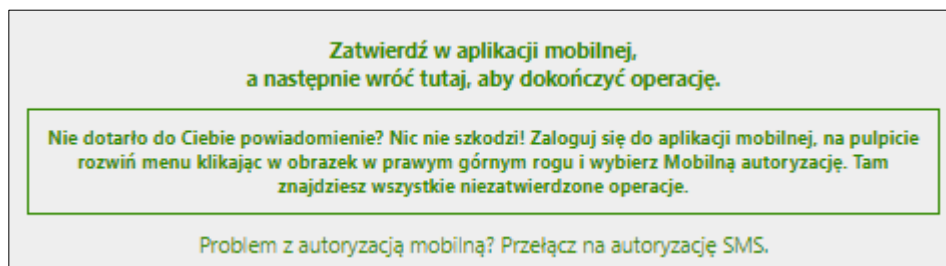 Zatwierdź w aplikacji mobilnej,
a następnie wróć tutaj, aby dokończyć operację.
Nie dotarło do Ciebie powiadomienie? Nic nie szkodzi! Zaloguj się do aplikacji mobilnej, na pulpicie
rozwiń menu klikając w obrazek w prawym górnym rogu i wybierz Mobilną autoryzację. Tam
znajdziesz wszystkie niezatwierdzone operacje.
Problem z autoryzacją mobilną? Przełącz na autoryzację SMS.